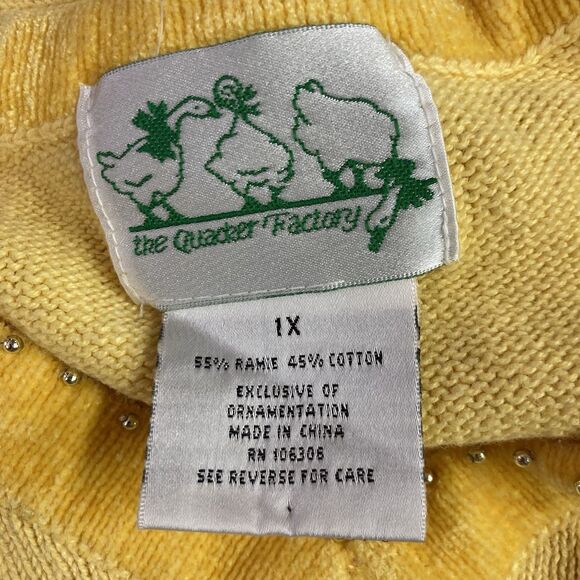 the Quacker Factory
1X
55% RAMIE 45% COTTON
EXCLUSIVE OF
ORNAMENTATION
MADE IN CHINA
RN 106306
SEE REVERSE FOR CARE